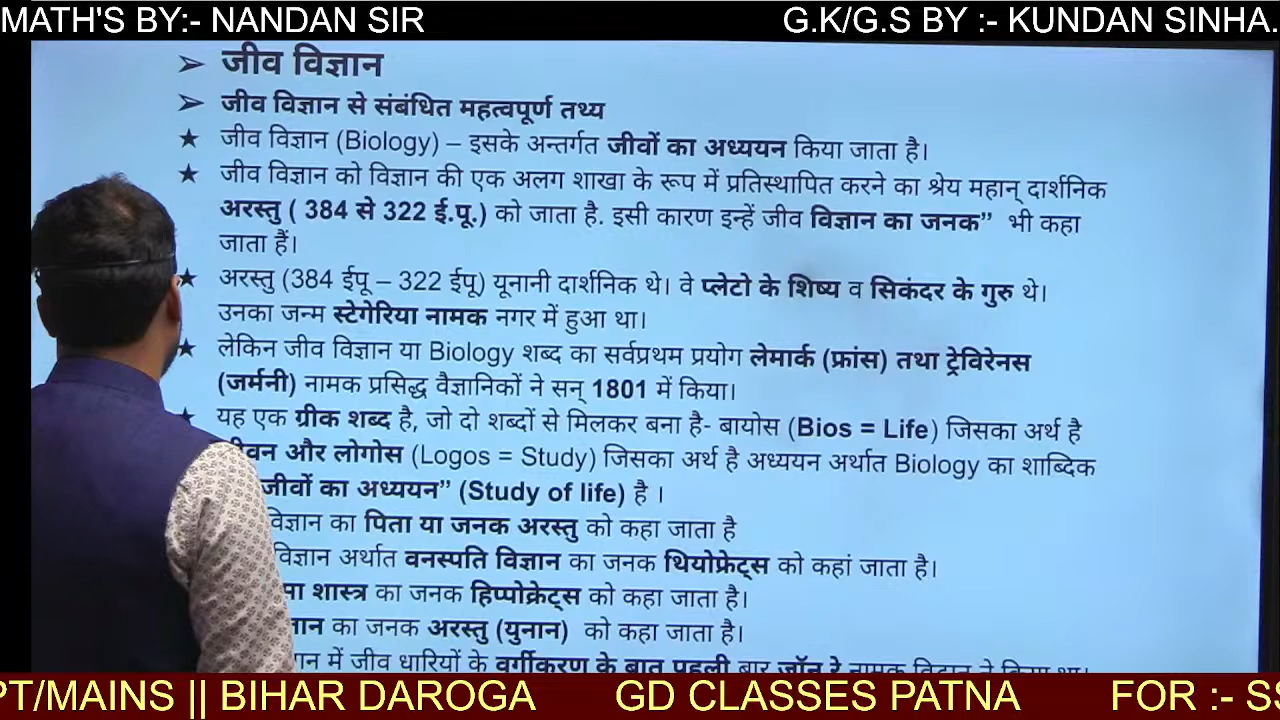 MATH'S BY:- NANDAN SIR G.K/G.S BY :- KUNDAN SINHA.
➢ जीव विज्ञान
➢ जीव विज्ञान से संबंधित महत्वपूर्ण तथ्य
★ जीव विज्ञान (Biology) – इसके अन्तर्गत जीवों का अध्ययन किया जाता है।
★ जीव विज्ञान को विज्ञान की एक अलग शाखा के रूप में प्रतिस्थापित करने का श्रेय महान् दार्शनिक
अरस्तु ( 384 से 322 ई.पू.) को जाता है. इसी कारण इन्हें जीव विज्ञान का जनक” भी कहा
जाता हैं।
★ अरस्तु (384 ईपू – 322 ईपू) यूनानी दार्शनिक थे। वे प्लेटो के शिष्य व सिकंदर के गुरु थे।
उनका जन्म स्टेगेरिया नामक नगर में हुआ था।
★ लेकिन जीव विज्ञान या Biology शब्द का सर्वप्रथम प्रयोग लेमार्क (फ्रांस) तथा ट्रेविरेनस
(जर्मनी) नामक प्रसिद्ध वैज्ञानिकों ने सन् 1801 में किया।
★ यह एक ग्रीक शब्द है, जो दो शब्दों से मिलकर बना है- बायोस (Bios = Life) जिसका अर्थ है
और लोगोस (Logos = Study) जिसका अर्थ है अध्ययन अर्थात Biology का शाब्दिक
जीवों का अध्ययन” (Study of life) है ।
विज्ञान का पिता या जनक अरस्तु को कहा जाता है
विज्ञान अर्थात वनस्पति विज्ञान का जनक थियोफ्रेट्स को कहां जाता है।
शास्त्र का जनक हिप्पोक्रेट्स को कहा जाता है।
का जनक अरस्तु (युनान) को कहा जाता है।
में जीव धारियों के वर्गीकरण के बात पहली बार जॉन रे
PT/MAINS || BIHAR DAROGA GD CLASSES PATNA FOR :- SS